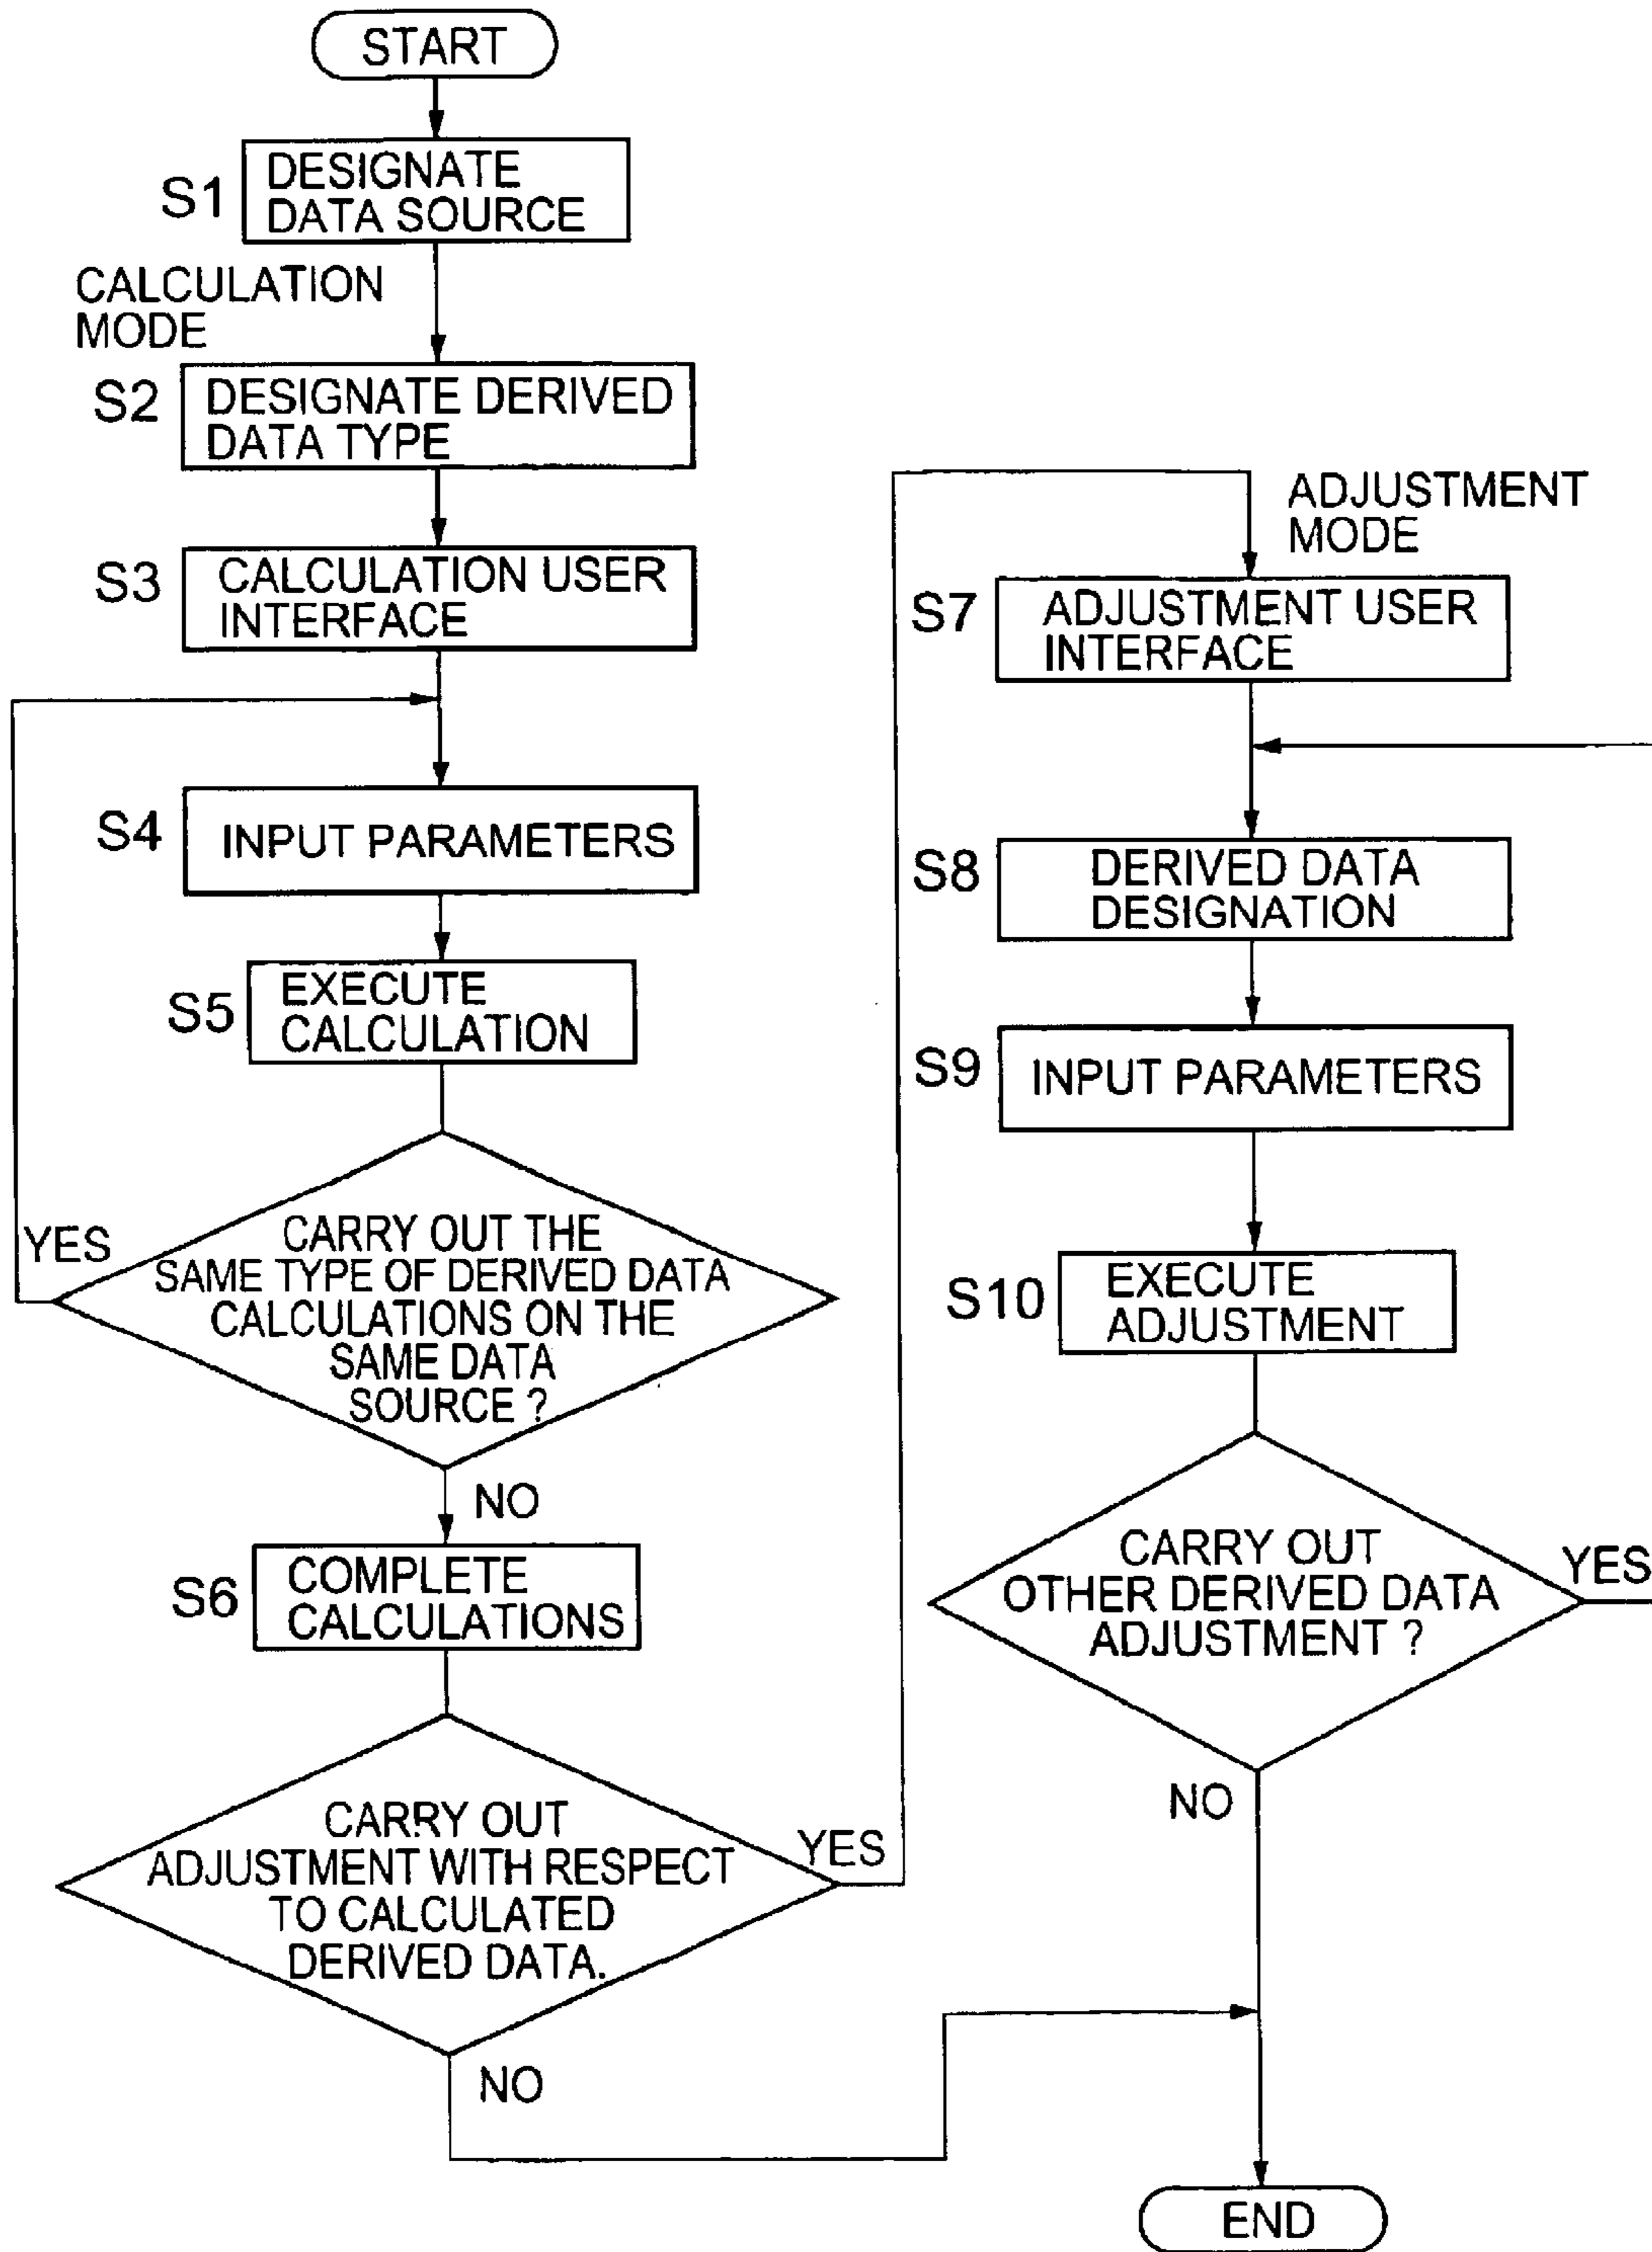 START
S1
DESIGNATE
DATA SOURCE
CALCULATION
MODE
S2
DESIGNATE DERIVED
DATA TYPE
S3
CALCULATION USER
INTERFACE
S4
INPUT PARAMETERS
S5
EXECUTE
CALCULATION
YES
CARRY OUT THE
SAME TYPE OF DERIVED DATA
CALCULATIONS ON THE
SAME DATA
SOURCE ?
NO
S6
COMPLETE
CALCULATIONS
CARRY OUT
ADJUSTMENT WITH RESPECT
TO CALCULATED
DERIVED DATA.
YES
NO
ADJUSTMENT
MODE
S7
ADJUSTMENT USER
INTERFACE
S8
DERIVED DATA
DESIGNATION
S9
INPUT PARAMETERS
S10
EXECUTE
ADJUSTMENT
CARRY OUT
OTHER DERIVED DATA
ADJUSTMENT ?
YES
NO
END